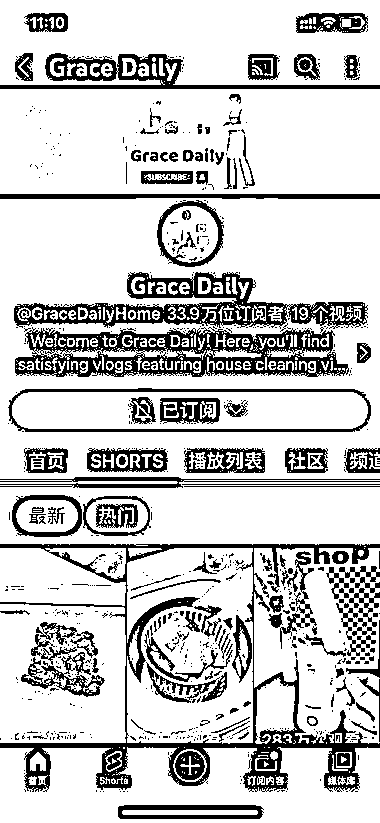 11:10
Grace Daily
Grace Daily
SUBSCRIBE
Grace Daily
@GraceDailyHome 33.9万位订阅者 19 个视频
Welcome to Grace Daily! Here, you'll find
satisfying vlogs featuring house cleaning vi...
已订阅
首页 SHORTS 播放列表 社区 频道
最新 热门
shop
283万次观看
首页 Shorts 订阅内容 媒体库